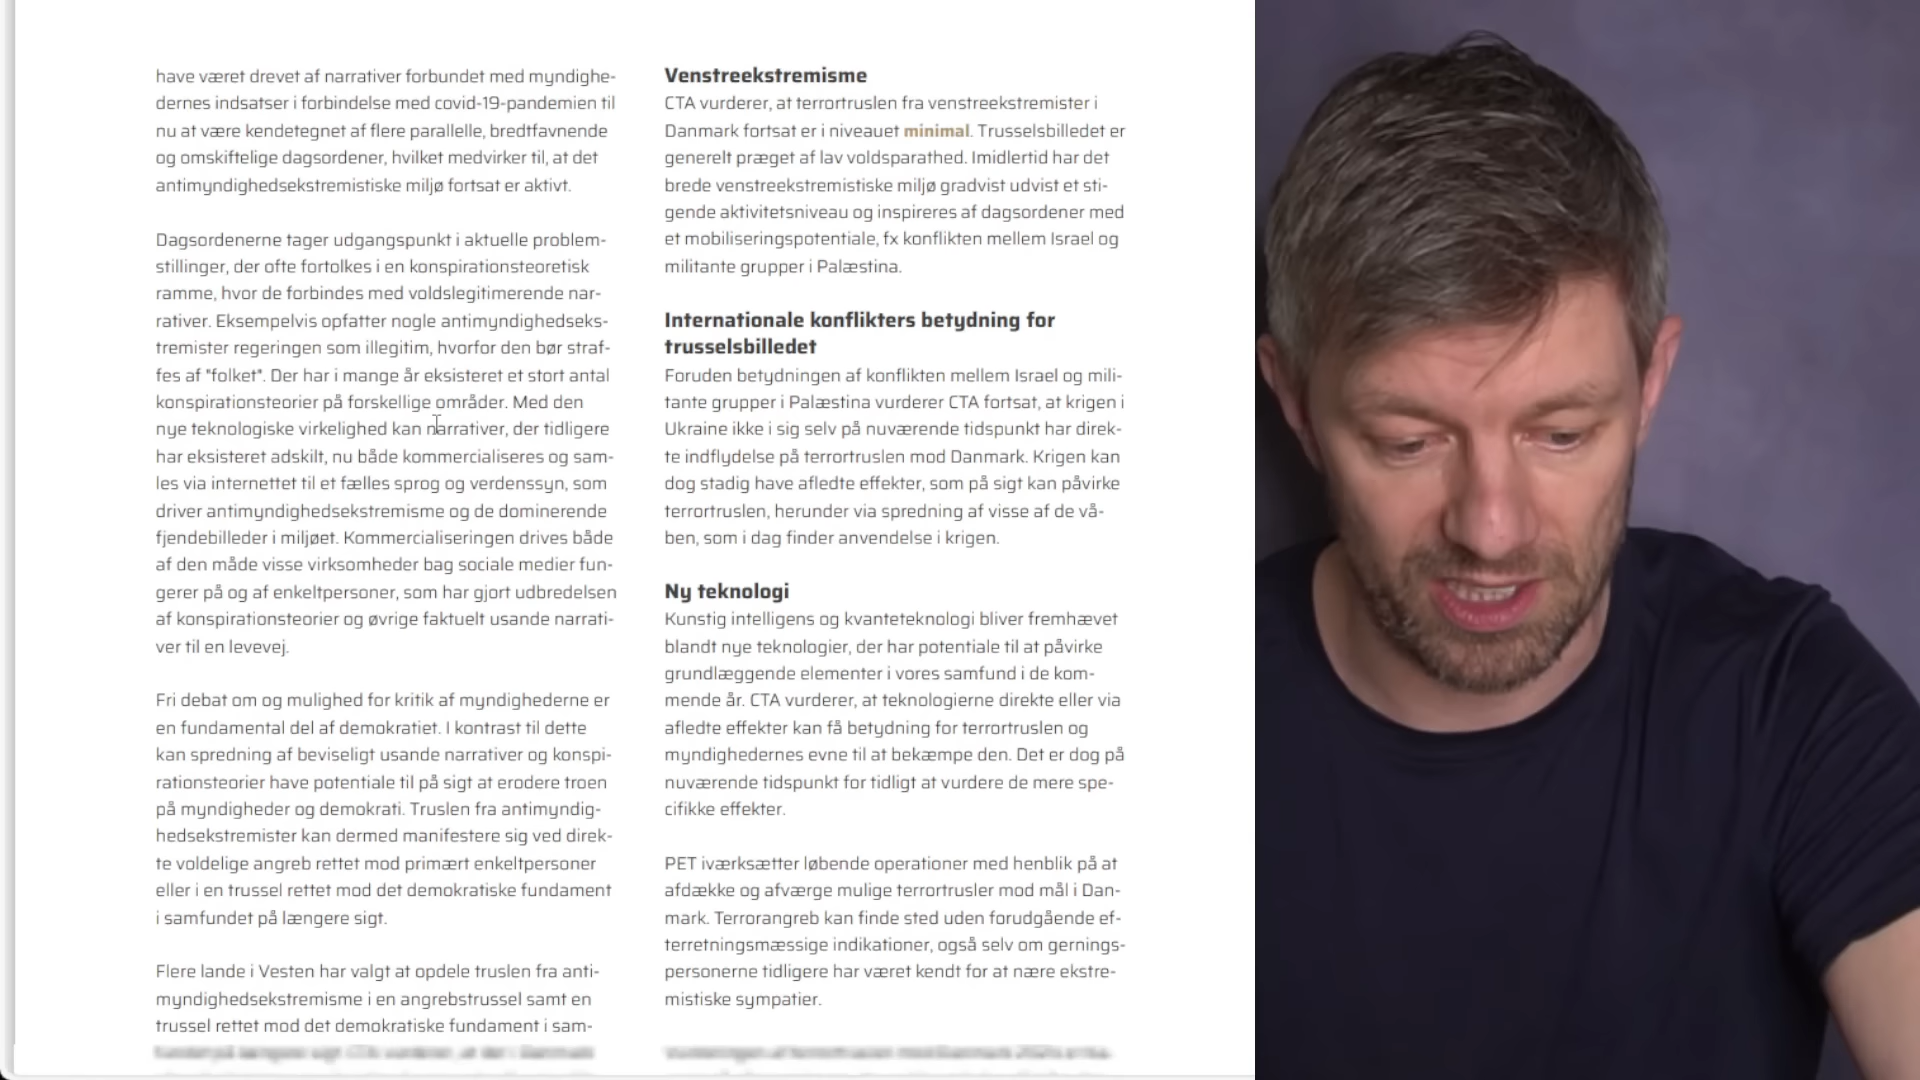 have været drevet af narrativer forbundet med myndighe-
dernes indsatser i forbindelse med covid-19-pandemien til
nu at være kendetegnet af flere parallelle, bredtfavnende
og omskiftelige dagsordener, hvilket medvirker til, at det
antimyndighedsekstremistiske miljø fortsat er aktivt.
Dagsordenerne tager udgangspunkt i aktuelle problem-
stillinger, der ofte fortolkes i en konspirationsteoretisk
ramme, hvor de forbindes med voldslegitimerende nar-
rativer. Eksempelvis opfatter nogle antimyndighedseks-
tremister regeringen som illegitim, hvorfor den bør straf-
fes af "folket". Der har i mange år eksisteret et stort antal
konspirationsteorier på forskellige områder. Med den
nye teknologiske virkelighed kan narrativer, der tidligere
har eksisteret adskilt, nu både kommercialiseres og sam-
les via internettet til et fælles sprog og verdenssyn, som
driver antimyndighedsekstremisme og de dominerende
fjendebilleder i miljøet. Kommercialiseringen drives både
af den måde visse virksomheder bag sociale medier fun-
gerer på og af enkeltpersoner, som har gjort udbredelsen
af konspirationsteorier og øvrige faktuelt usande narrati-
ver til en levevej.
Fri debat om og mulighed for kritik af myndighederne er
en fundamental del af demokratiet. I kontrast til dette
kan spredning af beviseligt usande narrativer og konspi-
rationsteorier have potentiale til på sigt at erodere troen
på myndigheder og demokrati. Truslen fra antimyndig-
hedsekstremister kan dermed manifestere sig ved direk-
te voldelige angreb rettet mod primært enkeltpersoner
eller i en trussel rettet mod det demokratiske fundament
i samfundet på længere sigt.
Flere lande i Vesten har valgt at opdele truslen fra anti-
myndighedsekstremisme i en angrebstrussel samt en
trussel rettet mod det demokratiske fundament i sam-
Venstreekstremisme
CTA vurderer, at terrortruslen fra venstreekstremister i
Danmark fortsat er i niveauet minimal. Trusselsbilledet er
generelt præget af lav voldsparathed. Imidlertid har det
brede venstreekstremistiske miljø gradvist udvist et sti-
gende aktivitetsniveau og inspireres af dagsordener med
et mobiliseringspotentiale, fx konflikten mellem Israel og
militante grupper i Palæstina.
Internationale konflikters betydning for
trusselsbilledet
Foruden betydningen af konflikten mellem Israel og mili-
tante grupper i Palæstina vurderer CTA fortsat, at krigen i
Ukraine ikke i sig selv på nuværende tidspunkt har direk-
te indflydelse på terrortruslen mod Danmark. Krigen kan
dog stadig have afledte effekter, som på sigt kan påvirke
terrortruslen, herunder via spredning af visse af de vå-
ben, som i dag finder anvendelse i krigen.
Ny teknologi
Kunstig intelligens og kvanteteknologi bliver fremhævet
blandt nye teknologier, der har potentiale til at påvirke
grundlæggende elementer i vores samfund i de kom-
mende år. CTA vurderer, at teknologierne direkte eller via
afledte effekter kan få betydning for terrortruslen og
myndighedernes evne til at bekæmpe den. Det er dog på
nuværende tidspunkt for tidligt at vurdere de mere spe-
cifikke effekter.
PET iværksætter løbende operationer med henblik på at
afdække og afværge mulige terrortrusler mod mål i Dan-
mark. Terrorangreb kan finde sted uden forudgående ef-
terretningsmæssige indikationer, også selv om gernings-
personerne tidligere har været kendt for at nære ekstre-
mistiske sympatier.